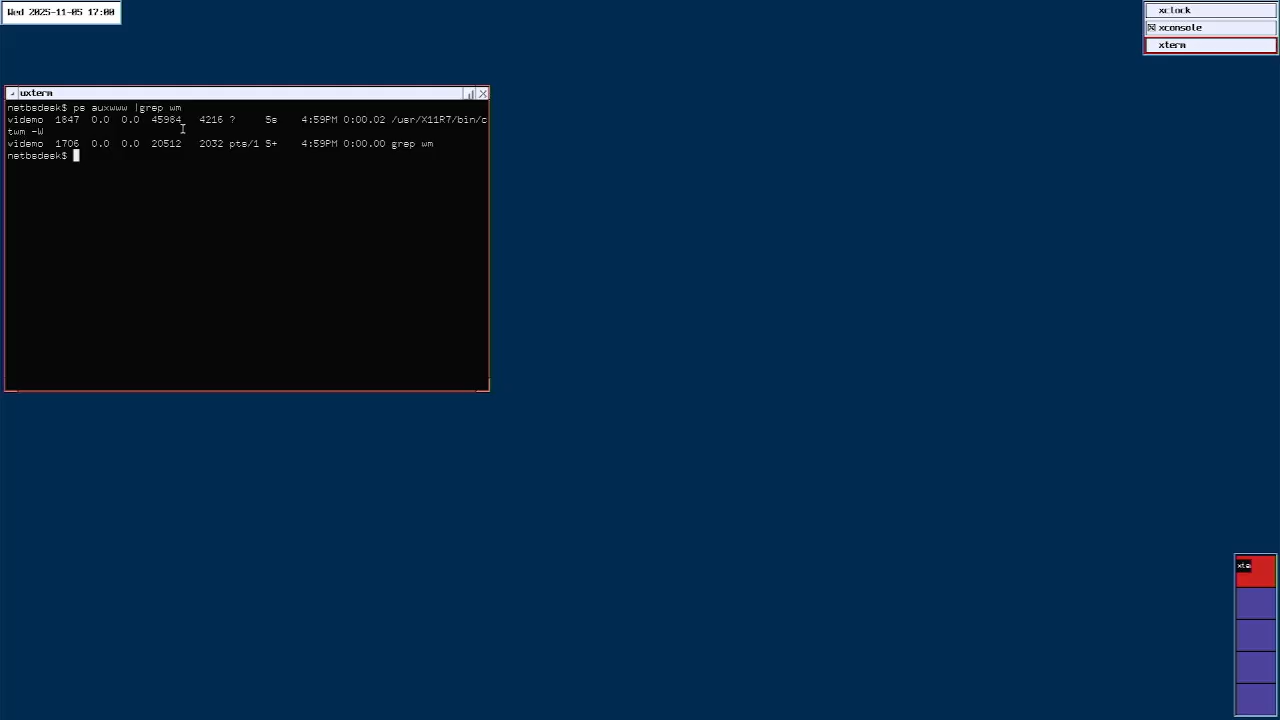 Wed 2025-11-05 17:00
xclock
xconsole
xterm
uxterm
netbsdesk$ ps auxwww |grep wm
videmo  1847  0.0  0.0  45984   4216 ?     Ss    4:59PM 0:00.02 /usr/X11R7/bin/c
twm -W
videmo  1706  0.0  0.0  20512   2032 pts/1 S+    4:59PM 0:00.00 grep wm
netbsdesk$
xte